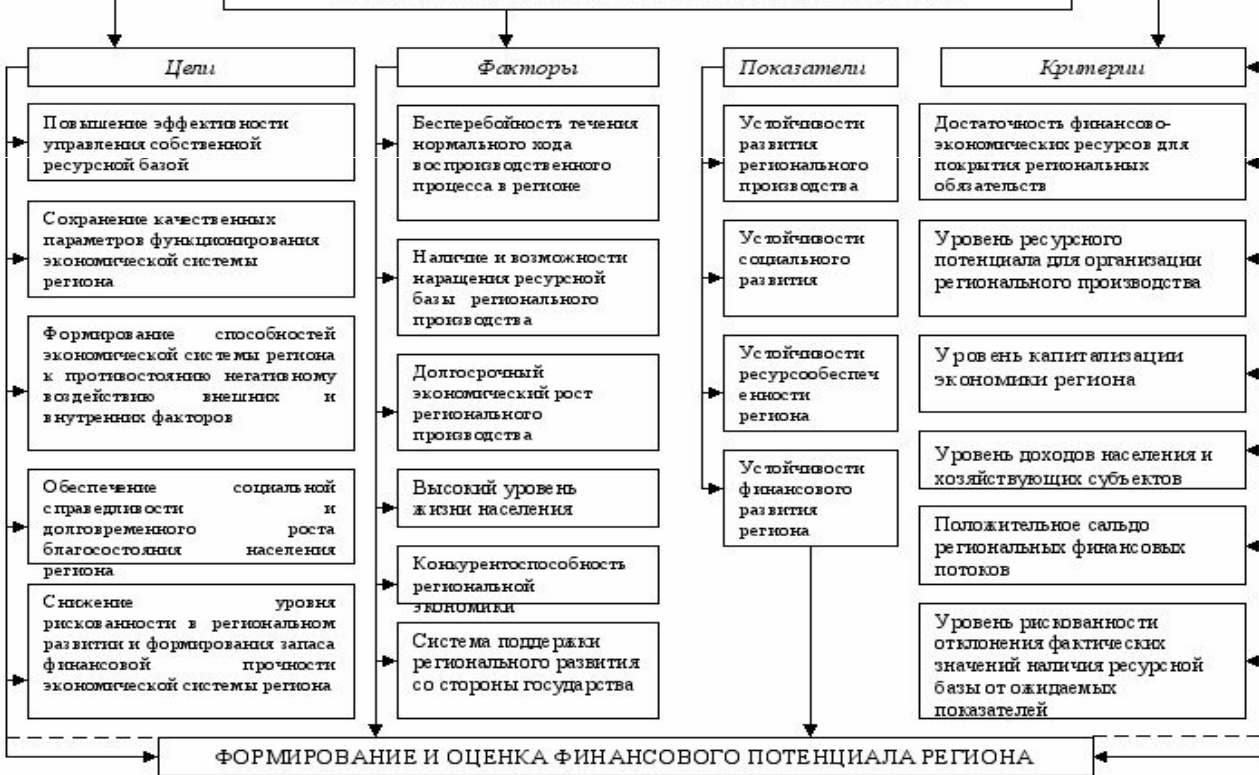 Цели
Повышение эффективности
управления собственной
ресурсной базой
Сохранение качественных
параметров функционирования
экономической системы
региона
Формирование способностей
экономической системы региона
к противостоянию негативному
воздействию внешних и
внутренних факторов
Обеспечение социальной
справедливости и
долговременного роста
благосостояния населения
региона
Снижение уровня
рискованности в региональном
развитии и формирования запаса
финансовой прочности
экономической системы региона
Факторы
Бесперебойность течения
нормального хода
воспроизводственного
процесса в регионе
Наличие и возможности
наращения ресурсной
базы регионального
производства
Долгосрочный
экономический рост
регионального
производства
Высокий уровень
жизни населения
Конкурентоспособность
региональной
экономики
Система поддержки
регионального развития
со стороны государства
Показатели
Устойчивости
развития
регионального
производства
Устойчивости
социального
развития
Устойчивости
ресурсообеспеч
енности
региона
Устойчивости
финансового
развития
региона
Критерии
Достаточность финансово-
экономических ресурсов для
покрытия региональных
обязательств
Уровень ресурсного
потенциала для организации
регионального производства
Уровень капитализации
экономики региона
Уровень доходов населения и
хозяйствующих субъектов
Положительное сальдо
региональных финансовых
потоков
Уровень рискованности
отклонения фактических
значений наличия ресурсной
базы от ожидаемых
показателей
ФОРМИРОВАНИЕ И ОЦЕНКА ФИНАНСОВОГО ПОТЕНЦИАЛА РЕГИОНА